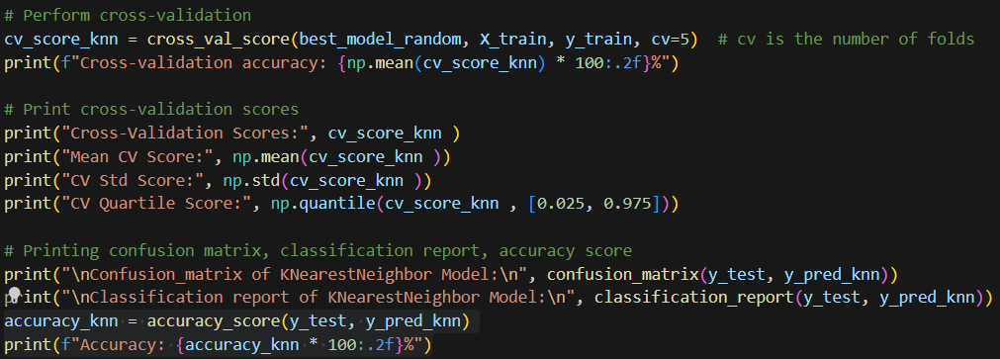 # Perform cross-validation
cv_score_knn = cross_val_score(best_model_random, X_train, y_train, cv=5)  # cv is the number of folds
print(f"Cross-validation accuracy: {np.mean(cv_score_knn) * 100:.2f}%")
# Print cross-validation scores
print("Cross-Validation Scores:", cv_score_knn )
print("Mean CV Score:", np.mean(cv_score_knn ))
print("CV Std Score:", np.std(cv_score_knn ))
print("CV Quartile Score:", np.quantile(cv_score_knn , [0.025, 0.975]))
# Printing confusion matrix, classification report, accuracy score
print("\nConfusion_matrix of KNearestNeighbor Model:\n", confusion_matrix(y_test, y_pred_knn))
print("\nClassification report of KNearestNeighbor Model:\n", classification_report(y_test, y_pred_knn))
accuracy_knn = accuracy_score(y_test, y_pred_knn)
print(f"Accuracy: {accuracy_knn * 100:.2f}%")